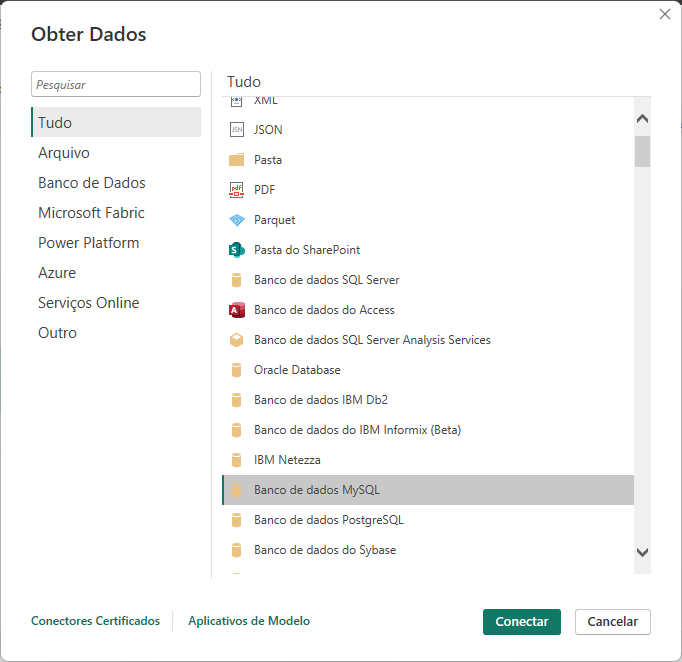 Obter Dados
Pesquisar
Tudo
Arquivo
Banco de Dados
Microsoft Fabric
Power Platform
Azure
Serviços Online
Outro
Tudo
XML
JSON
Pasta
PDF
Parquet
Pasta do SharePoint
Banco de dados SQL Server
Banco de dados do Access
Banco de dados SQL Server Analysis Services
Oracle Database
Banco de dados IBM Db2
Banco de dados do IBM Informix (Beta)
IBM Netezza
Banco de dados MySQL
Banco de dados PostgreSQL
Banco de dados do Sybase
Conectores Certificados
Aplicativos de Modelo
Conectar
Cancelar